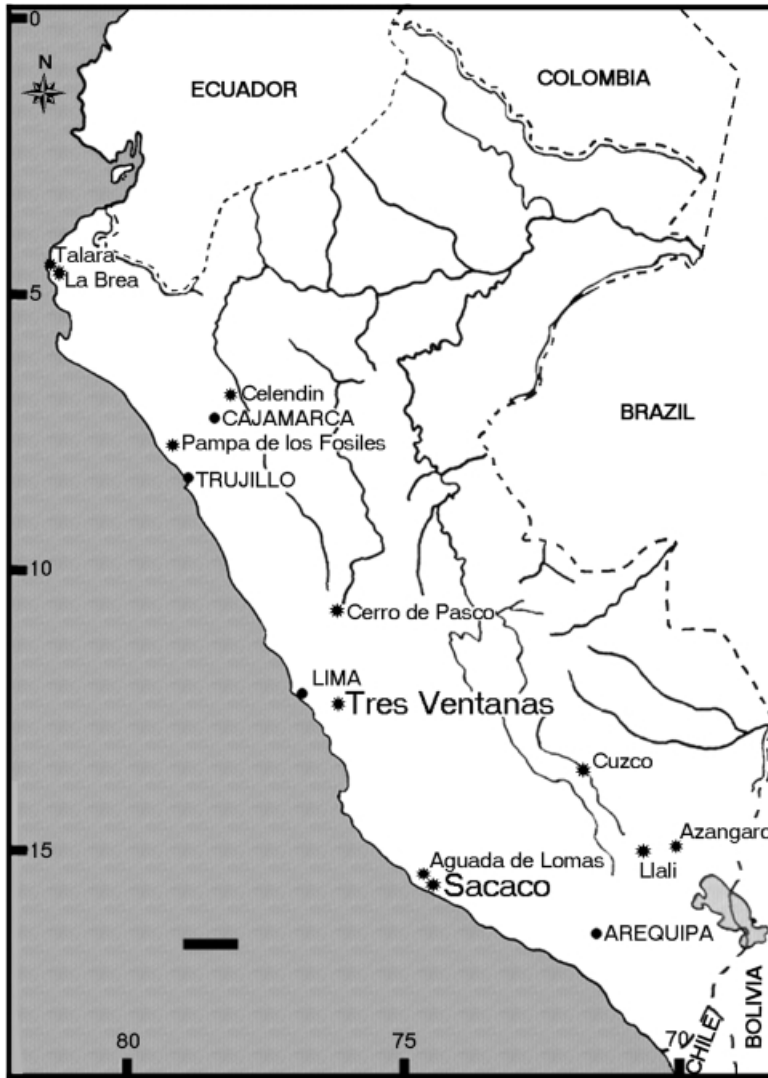 0
N
ECUADOR
COLOMBIA
Talara
La Brea
5
Celendin
CAJAMARCA
BRAZIL
Pampa de los Fosiles
TRUJILLO
10
Cerro de Pasco
LIMA
Tres Ventanas
Cuzco
Azangaro
15
Aguada de Lomas
Llali
Sacaco
AREQUIPA
BOLIVIA
CHILE
80
75
70